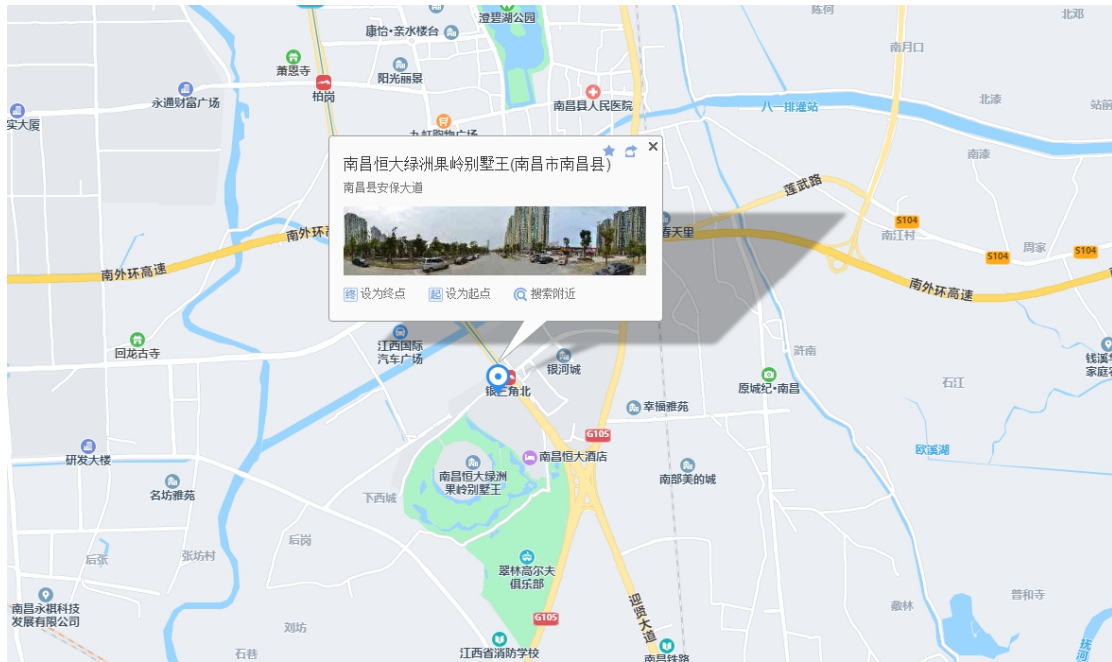 陈何
北邓
澄碧湖公园
康怡·亲水楼台
南月口
萧恩寺
阳光丽景
柏岗
永通财富广场
南昌县人民医院
八一排灌站
北漆
站前
实大厦
九虹购物广场
南漆
南昌恒大绿洲果岭别墅王(南昌市南昌县)
南昌县安保大道
莲武路
S104
南江村
春天里
周家
S104
S104
南外环高速
南外环高
南外环高速
终 设为终点
起 设为起点
搜索附近
回龙古寺
江西国际
汽车广场
银河城
浒南
钱溪华
家庭农
银三角北
原城纪·南昌
石江
幸福雅苑
G105
欧溪湖
研发大楼
南昌恒大酒店
南昌恒大绿洲
果岭别墅王
南部美的城
名坊雅苑
下西城
后岗
张坊村
后张
翠林高尔夫
俱乐部
南昌永祺科技
发展有限公司
刘坊
G105
迎宾大道
普和寺
石巷
江西省消防学校
南昌铁路
抚河